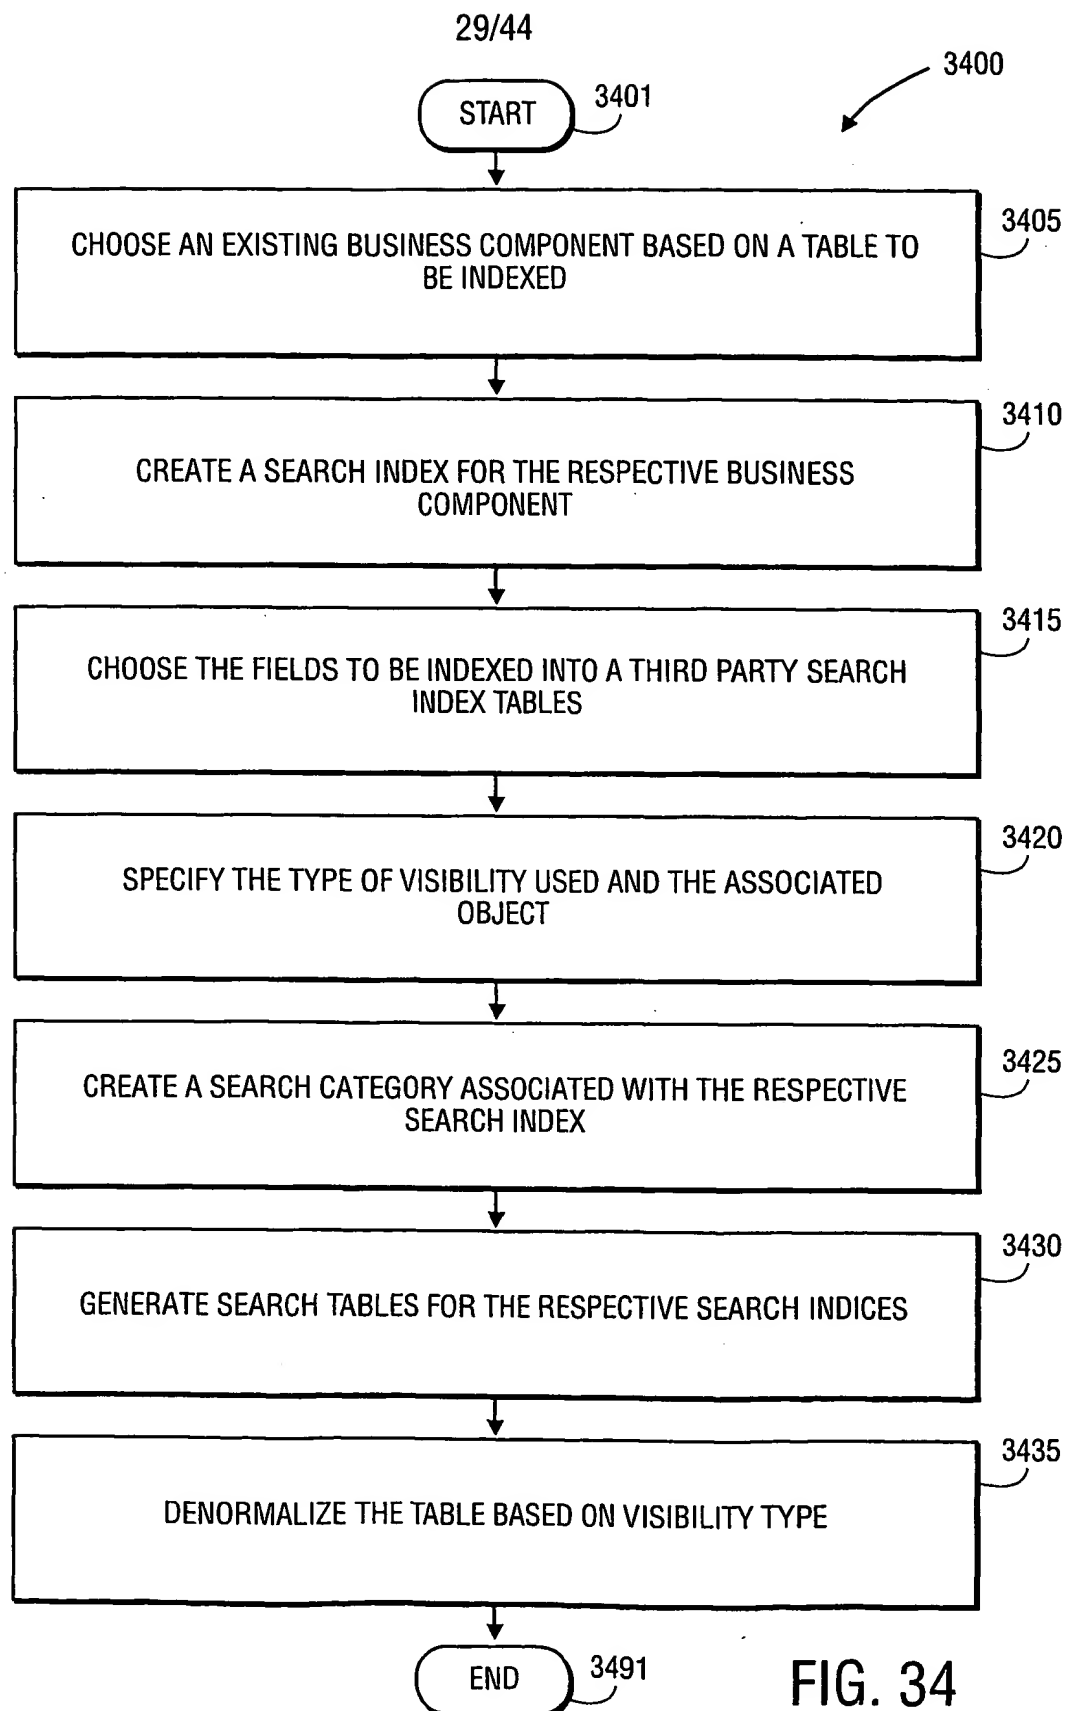 29/44
3400
START
3401
3405
CHOOSE AN EXISTING BUSINESS COMPONENT BASED ON A TABLE TO
BE INDEXED
3410
CREATE A SEARCH INDEX FOR THE RESPECTIVE BUSINESS
COMPONENT
3415
CHOOSE THE FIELDS TO BE INDEXED INTO A THIRD PARTY SEARCH
INDEX TABLES
3420
SPECIFY THE TYPE OF VISIBILITY USED AND THE ASSOCIATED
OBJECT
3425
CREATE A SEARCH CATEGORY ASSOCIATED WITH THE RESPECTIVE
SEARCH INDEX
3430
GENERATE SEARCH TABLES FOR THE RESPECTIVE SEARCH INDICES
3435
DENORMALIZE THE TABLE BASED ON VISIBILITY TYPE
END
3491
FIG. 34